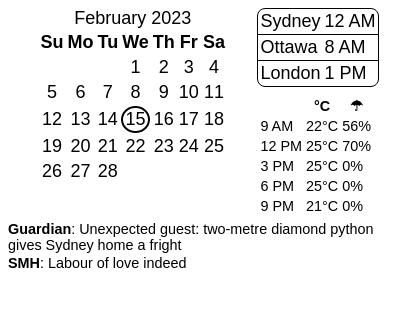 February 2023
Su Mo Tu We Th Fr Sa
1 2 3 4
5 6 7 8 9 10 11
12 13 14 15 16 17 18
19 20 21 22 23 24 25
26 27 28
Sydney 12 AM
Ottawa 8 AM
London 1 PM
°C ☂
9 AM 22°C 56%
12 PM 25°C 70%
3 PM 25°C 0%
6 PM 25°C 0%
9 PM 21°C 0%
Guardian: Unexpected guest: two-metre diamond python
gives Sydney home a fright
SMH: Labour of love indeed